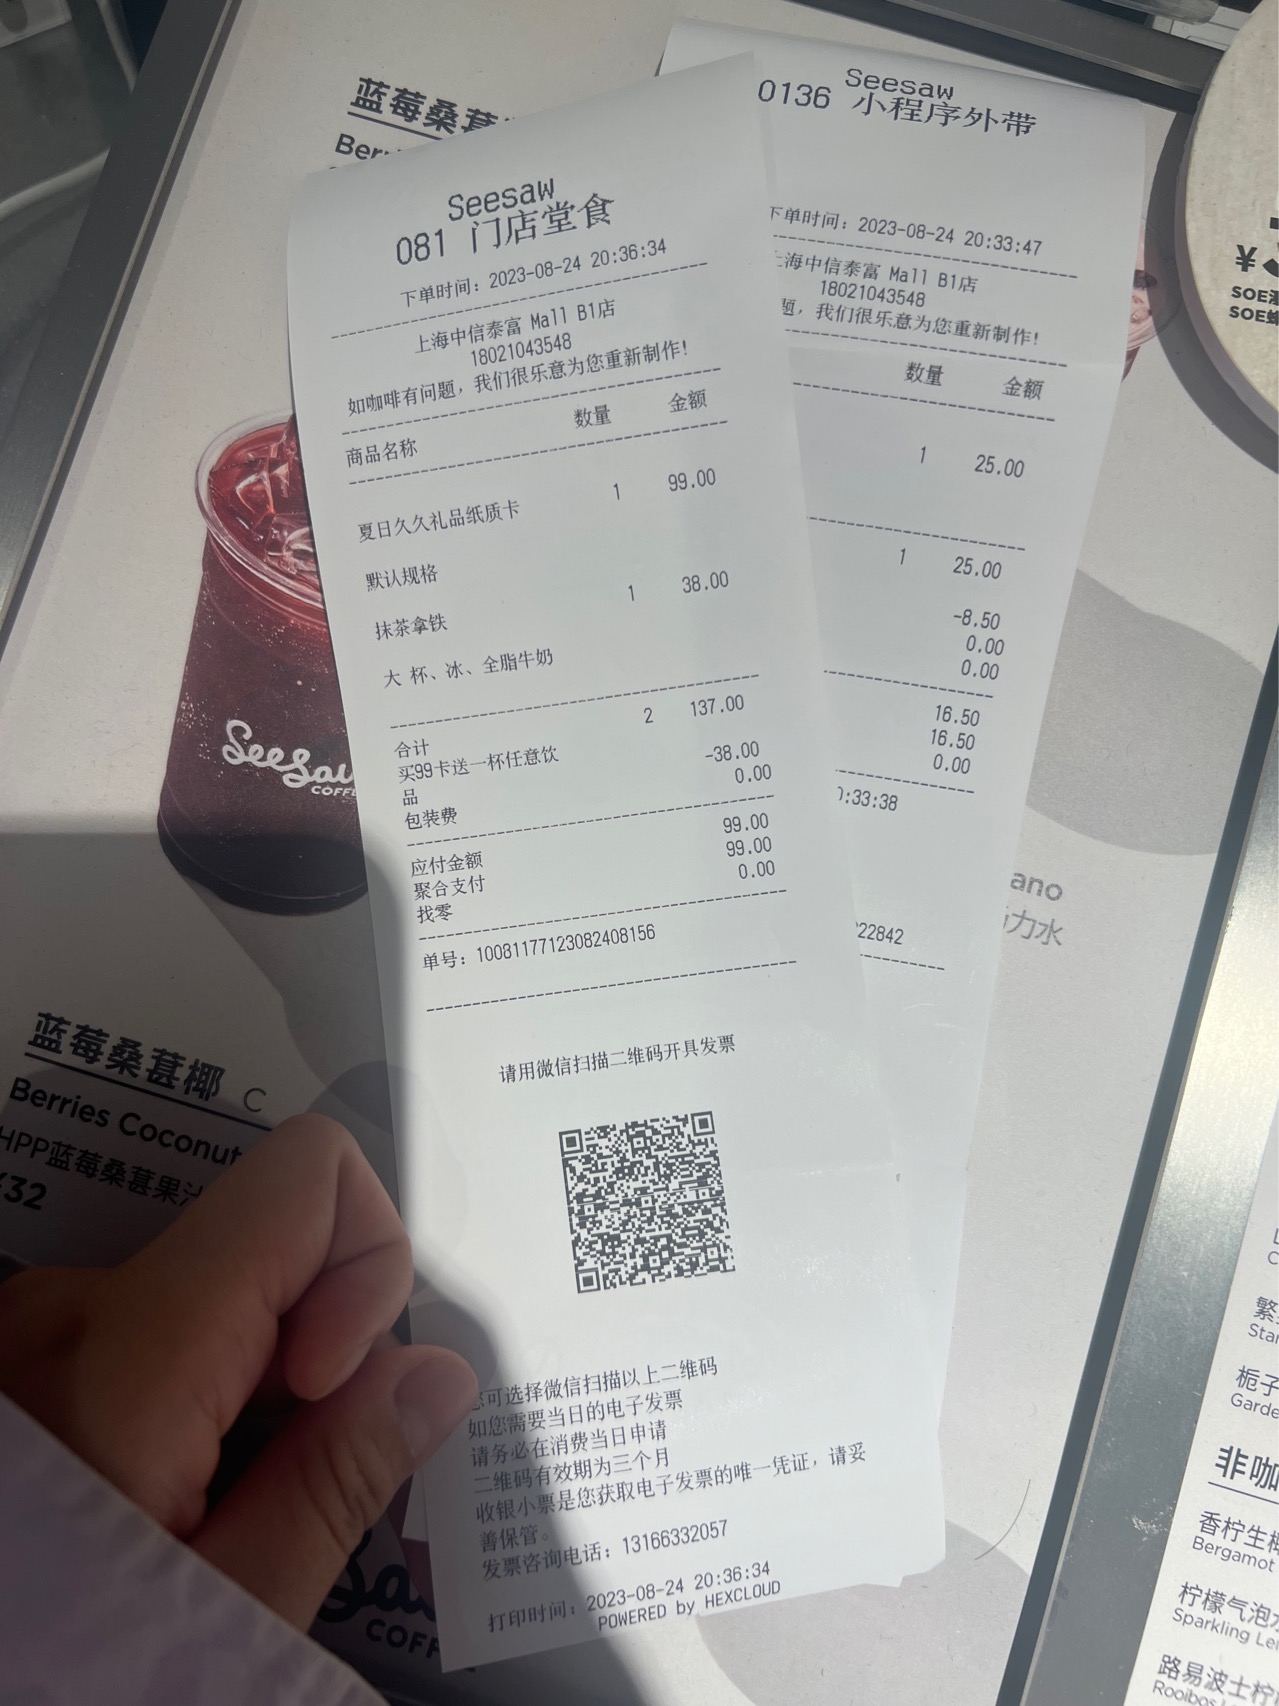 蓝莓桑葚
Seesaw
081 门店堂食
下单时间：2023-08-24 20:36:34
上海中信泰富 Mall B1店
18021043548
如咖啡有问题，我们很乐意为您重新制作！
商品名称 数量 金额
夏日久久礼品纸质卡 1 99.00
默认规格
抹茶拿铁 1 38.00
大 杯、冰、全脂牛奶
合计 2 137.00
买99卡送一杯任意饮 -38.00
品
包装费 0.00
应付金额 99.00
聚合支付 99.00
找零 0.00
单号：10081177123082408156
请用微信扫描二维码开具发票
您可选择微信扫描以上二维码
如您需要当日的电子发票
请务必在消费当日申请
二维码有效期为三个月
收银小票是您获取电子发票的唯一凭证，请妥
善保管。
发票咨询电话：13166332057
打印时间：2023-08-24 20:36:34
POWERED by HEXCLOUD
Seesaw
0136 小程序外带
下单时间：2023-08-24 20:33:47
上海中信泰富 Mall B1店
18021043548
题，我们很乐意为您重新制作！
数量 金额
1 25.00
1 25.00
-8.50
0.00
0.00
16.50
16.50
0.00
:33:38
22842
SeeSaw
COFFE
蓝莓桑葚椰 C
Berries Coconut
HPP蓝莓桑葚果汁
¥32
COFF
ano
力水
¥
SOE
SOE
繁
Star
栀子
Garde
非咖
香柠生椰
Bergamot
柠檬气泡水
Sparkling Le
路易波士柠
Rooibo